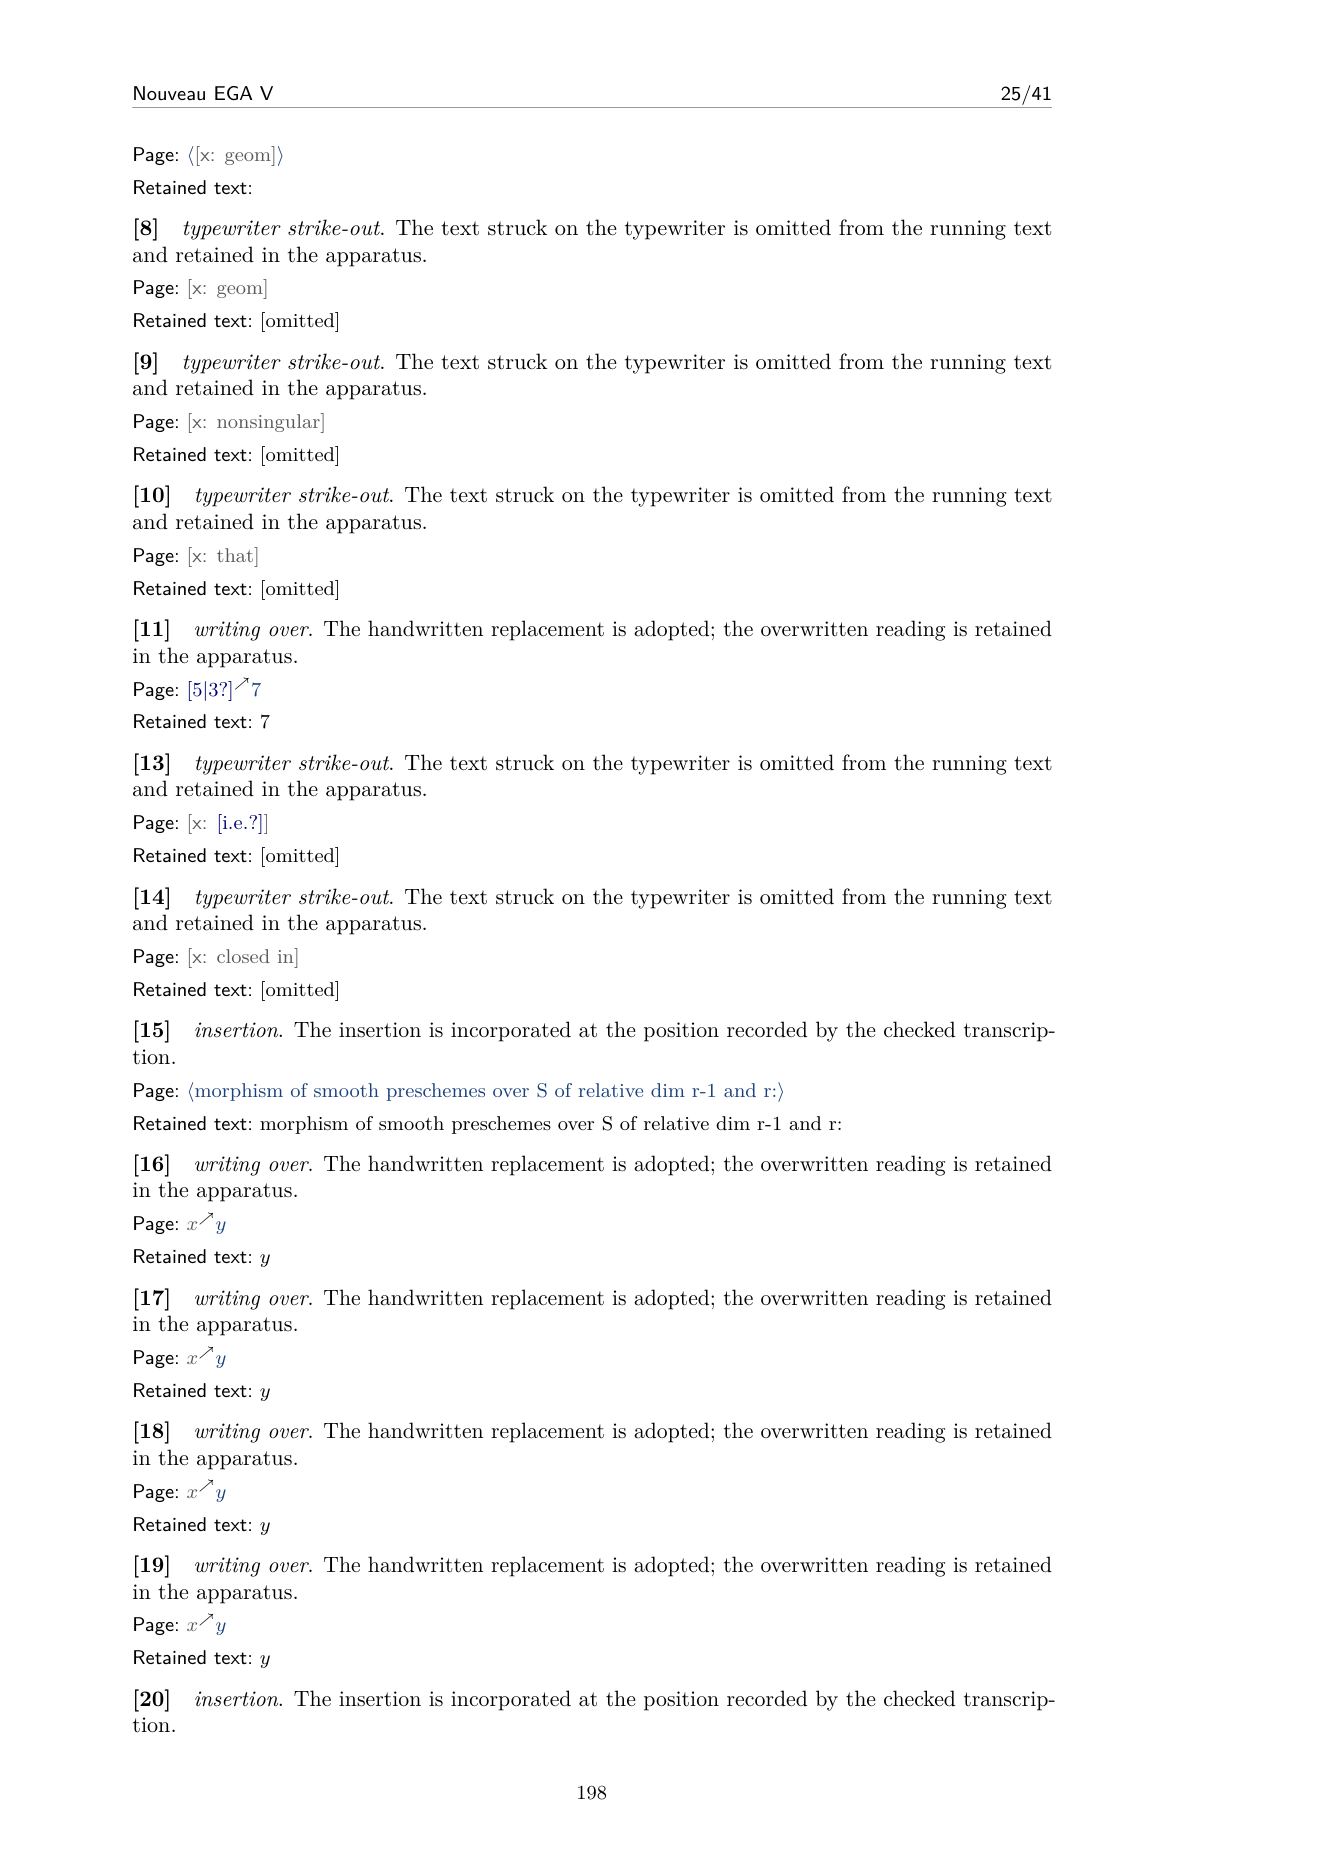 Nouveau EGA V 25/41
Page: ⟨[x: geom]⟩
Retained text:
[8] typewriter strike-out. The text struck on the typewriter is omitted from the running text
and retained in the apparatus.
Page: [x: geom]
Retained text: [omitted]
[9] typewriter strike-out. The text struck on the typewriter is omitted from the running text
and retained in the apparatus.
Page: [x: nonsingular]
Retained text: [omitted]
[10] typewriter strike-out. The text struck on the typewriter is omitted from the running text
and retained in the apparatus.
Page: [x: that]
Retained text: [omitted]
[11] writing over. The handwritten replacement is adopted; the overwritten reading is retained
in the apparatus.
Page: [5|3?]↗7
Retained text: 7
[13] typewriter strike-out. The text struck on the typewriter is omitted from the running text
and retained in the apparatus.
Page: [x: [i.e.?]]
Retained text: [omitted]
[14] typewriter strike-out. The text struck on the typewriter is omitted from the running text
and retained in the apparatus.
Page: [x: closed in]
Retained text: [omitted]
[15] insertion. The insertion is incorporated at the position recorded by the checked transcrip-
tion.
Page: ⟨morphism of smooth preschemes over S of relative dim r-1 and r:⟩
Retained text: morphism of smooth preschemes over S of relative dim r-1 and r:
[16] writing over. The handwritten replacement is adopted; the overwritten reading is retained
in the apparatus.
Page: x↗y
Retained text: y
[17] writing over. The handwritten replacement is adopted; the overwritten reading is retained
in the apparatus.
Page: x↗y
Retained text: y
[18] writing over. The handwritten replacement is adopted; the overwritten reading is retained
in the apparatus.
Page: x↗y
Retained text: y
[19] writing over. The handwritten replacement is adopted; the overwritten reading is retained
in the apparatus.
Page: x↗y
Retained text: y
[20] insertion. The insertion is incorporated at the position recorded by the checked transcrip-
tion.
198